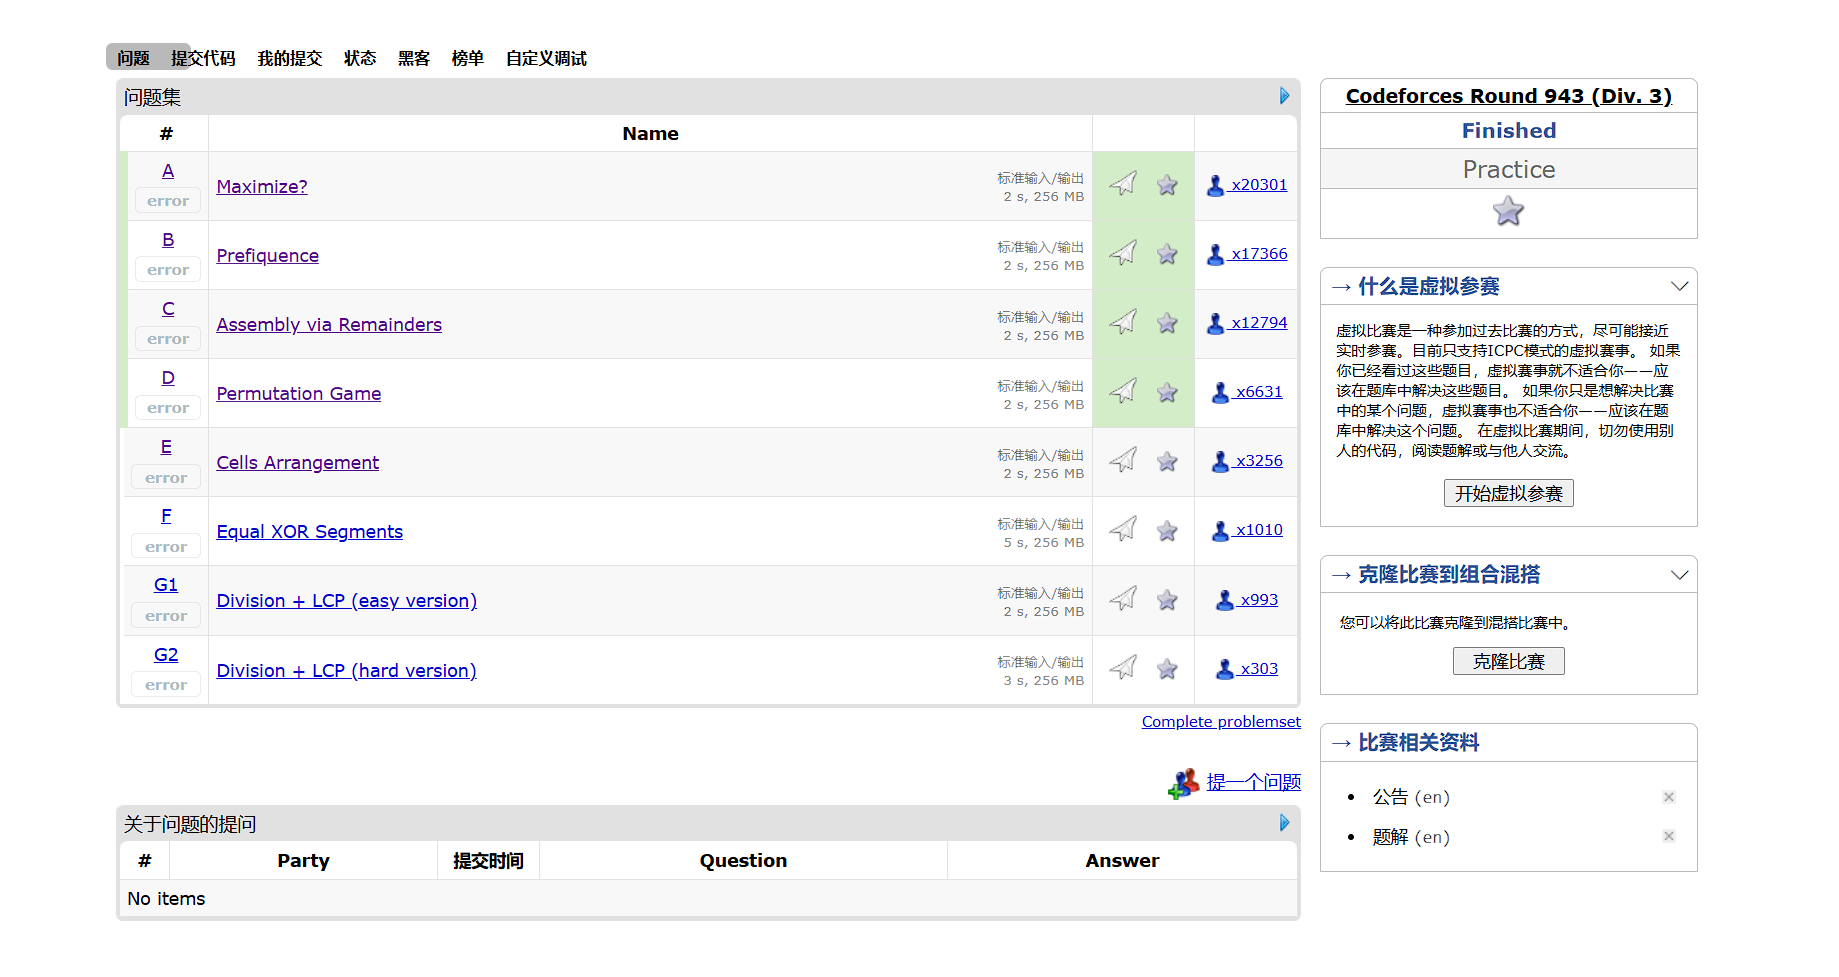 问题 提交代码 我的提交 状态 黑客 榜单 自定义调试
问题集
# Name
A
error
Maximize?
标准输入/输出
2 s, 256 MB
x20301
B
error
Prefiquence
标准输入/输出
2 s, 256 MB
x17366
C
error
Assembly via Remainders
标准输入/输出
2 s, 256 MB
x12794
D
error
Permutation Game
标准输入/输出
2 s, 256 MB
x6631
E
error
Cells Arrangement
标准输入/输出
2 s, 256 MB
x3256
F
error
Equal XOR Segments
标准输入/输出
5 s, 256 MB
x1010
G1
error
Division + LCP (easy version)
标准输入/输出
2 s, 256 MB
x993
G2
error
Division + LCP (hard version)
标准输入/输出
3 s, 256 MB
x303
Complete problemset
提一个问题
关于问题的提问
# Party 提交时间 Question Answer
No items
Codeforces Round 943 (Div. 3)
Finished
Practice
→ 什么是虚拟参赛
虚拟比赛是一种参加过去比赛的方式，尽可能接近
实时参赛。目前只支持ICPC模式的虚拟赛事。 如果
你已经看过这些题目，虚拟赛事就不适合你——应
该在题库中解决这些题目。 如果你只是想解决比赛
中的某个问题，虚拟赛事也不适合你——应该在题
库中解决这个问题。 在虚拟比赛期间，切勿使用别
人的代码，阅读题解或与他人交流。
开始虚拟参赛
→ 克隆比赛到组合混搭
您可以将此比赛克隆到混搭比赛中。
克隆比赛
→ 比赛相关资料
公告 (en)
题解 (en)